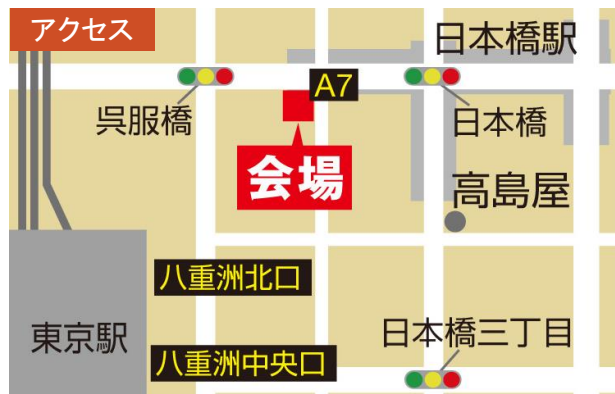 アクセス
日本橋駅
A7
呉服橋
日本橋
会場
高島屋
八重洲北口
東京駅
日本橋三丁目
八重洲中央口